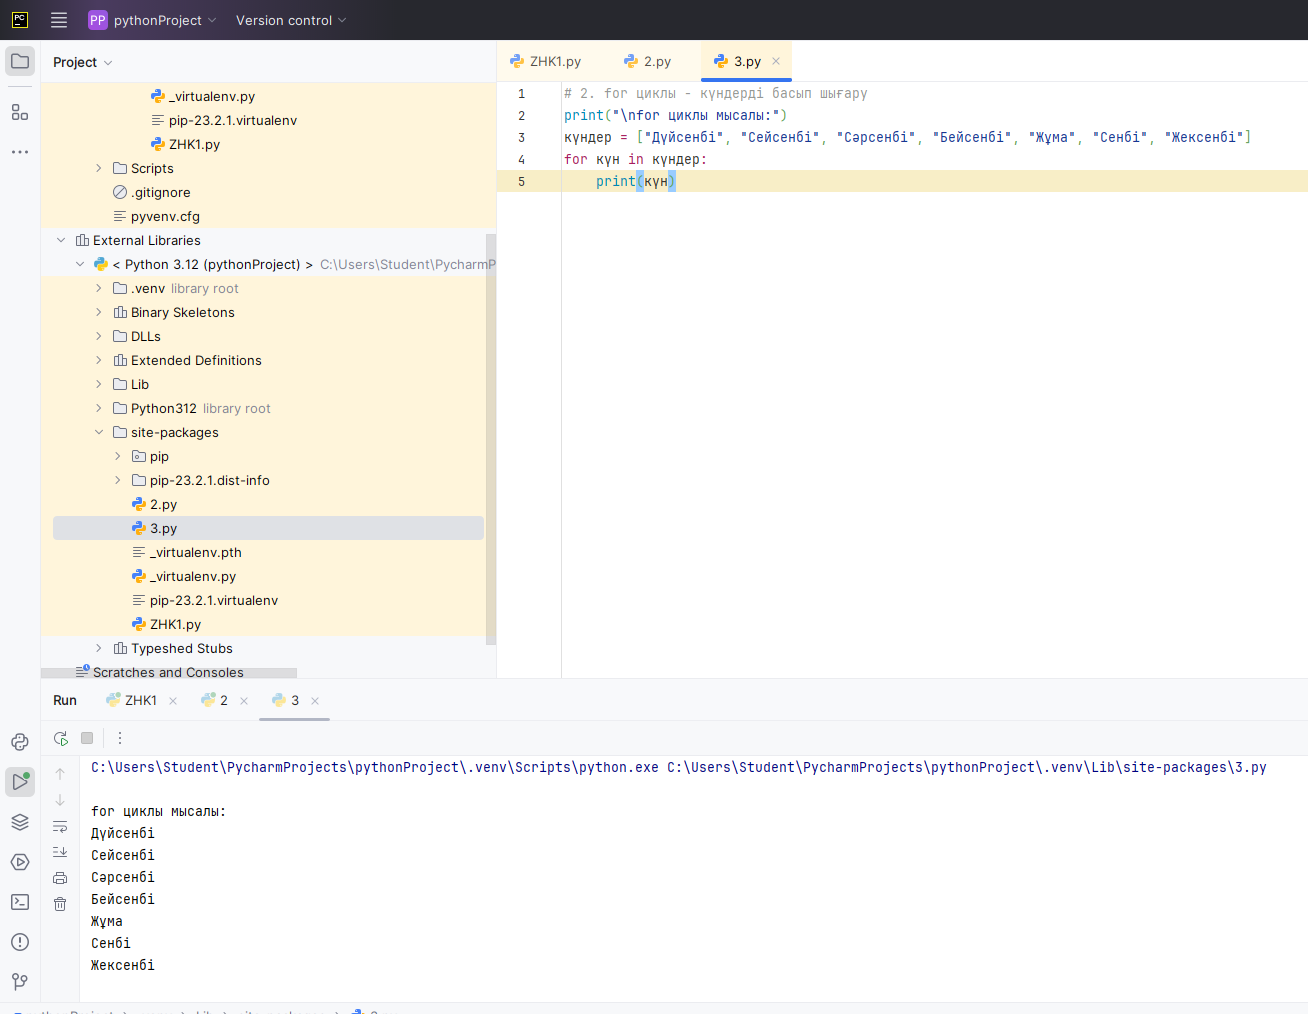 PC
PP pythonProject Version control
Project
ZHK1.py 2.py 3.py
_virtualenv.py
pip-23.2.1.virtualenv
ZHK1.py
Scripts
.gitignore
pyvenv.cfg
External Libraries
< Python 3.12 (pythonProject) > C:\Users\Student\PycharmP
.venv library root
Binary Skeletons
DLLs
Extended Definitions
Lib
Python312 library root
site-packages
pip
pip-23.2.1.dist-info
2.py
3.py
_virtualenv.pth
_virtualenv.py
pip-23.2.1.virtualenv
ZHK1.py
Typeshed Stubs
Scratches and Consoles
1 # 2. for циклы - күндерді басып шығару
2 print("\nfor циклы мысалы:")
3 күндер = ["Дүйсенбі", "Сейсенбі", "Сәрсенбі", "Бейсенбі", "Жұма", "Сенбі", "Жексенбі"]
4 for күн in күндер:
5 print(күн)
Run ZHK1 2 3
C:\Users\Student\PycharmProjects\pythonProject\.venv\Scripts\python.exe C:\Users\Student\PycharmProjects\pythonProject\.venv\Lib\site-packages\3.py
for циклы мысалы:
Дүйсенбі
Сейсенбі
Сәрсенбі
Бейсенбі
Жұма
Сенбі
Жексенбі